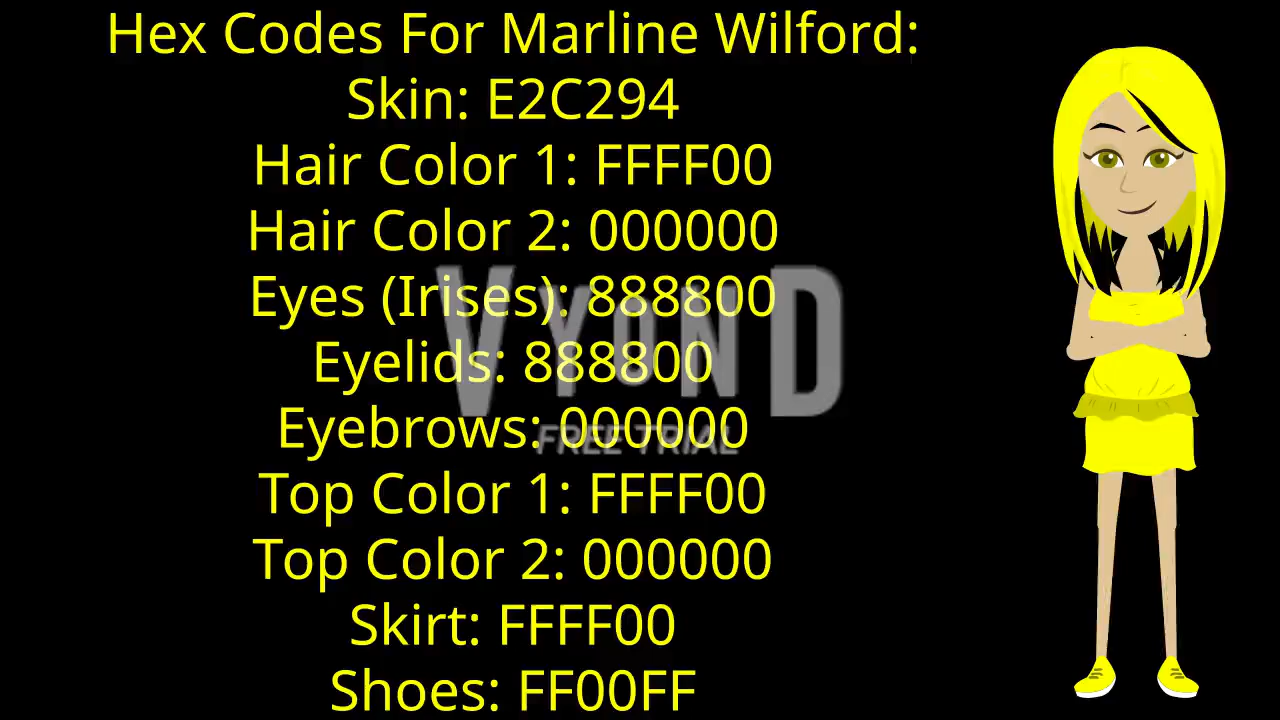 Hex Codes For Marline Wilford:
Skin: E2C294
Hair Color 1: FFFF00
Hair Color 2: 000000
Eyes (Irises): 888800
Eyelids: 888800
Eyebrows: 000000
Top Color 1: FFFF00
Top Color 2: 000000
Skirt: FFFF00
Shoes: FF00FF
VYOND
FREE TRIAL